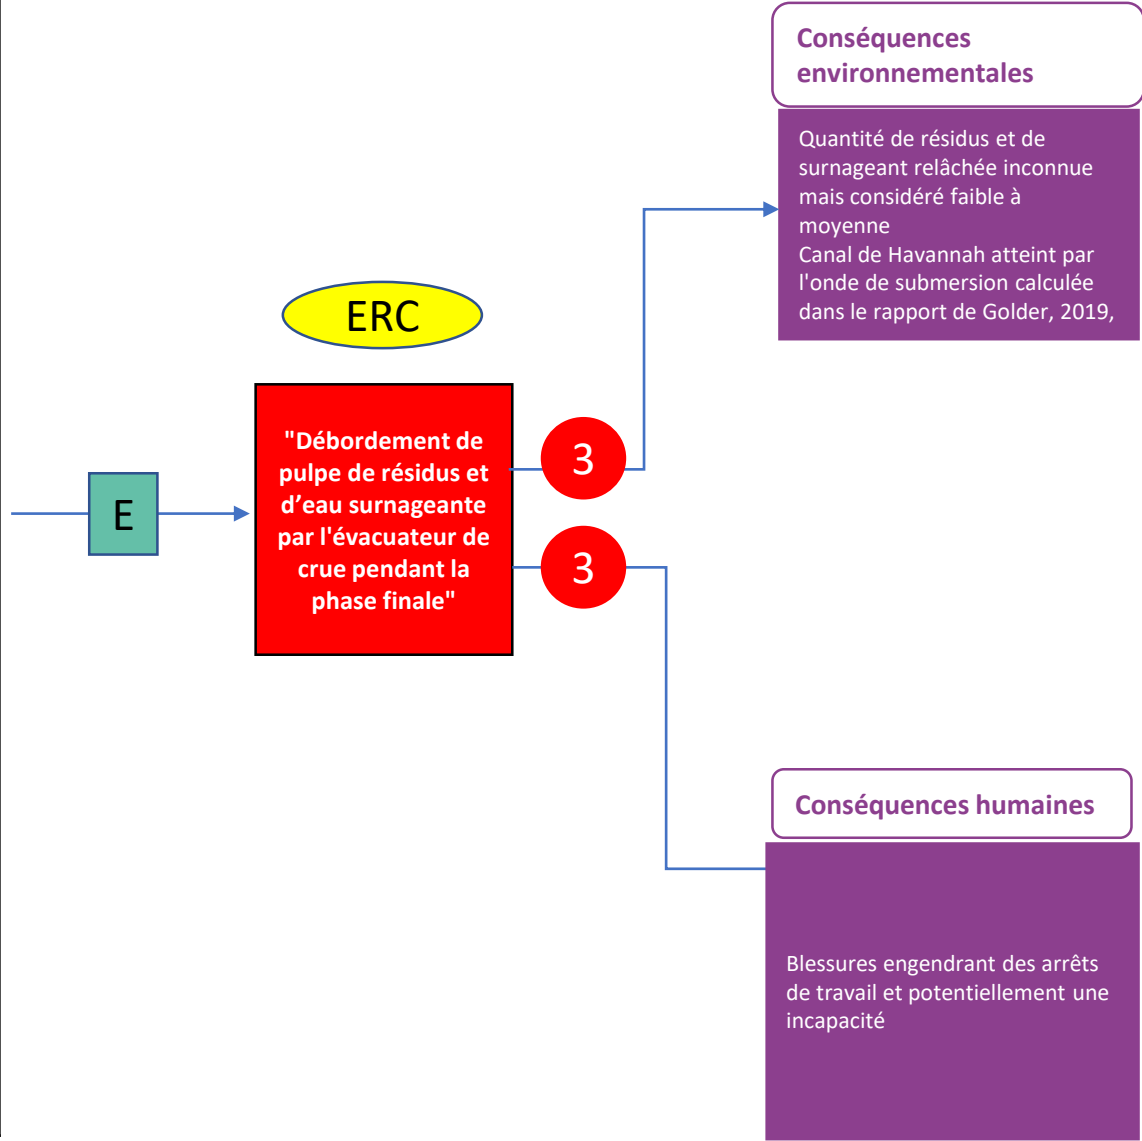 Conséquences
environnementales
Quantité de résidus et de
surnageant relâchée inconnue
mais considéré faible à
moyenne
Canal de Havannah atteint par
l'onde de submersion calculée
dans le rapport de Golder, 2019,
ERC
"Débordement de
pulpe de résidus et
d’eau surnageante
par l'évacuateur de
crue pendant la
phase finale"
E
3
3
Conséquences humaines
Blessures engendrant des arrêts
de travail et potentiellement une
incapacité